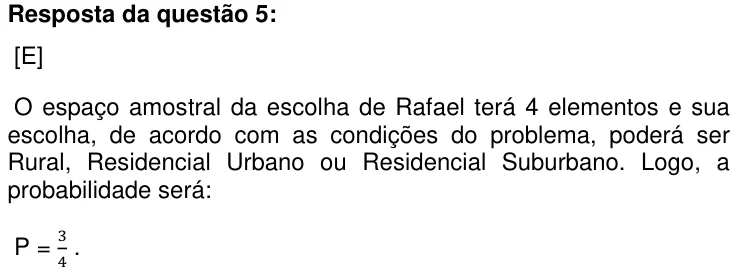 Resposta da questão 5:
[E]
O espaço amostral da escolha de Rafael terá 4 elementos e sua
escolha, de acordo com as condições do problema, poderá ser
Rural, Residencial Urbano ou Residencial Suburbano. Logo, a
probabilidade será:
P = 3/4 .